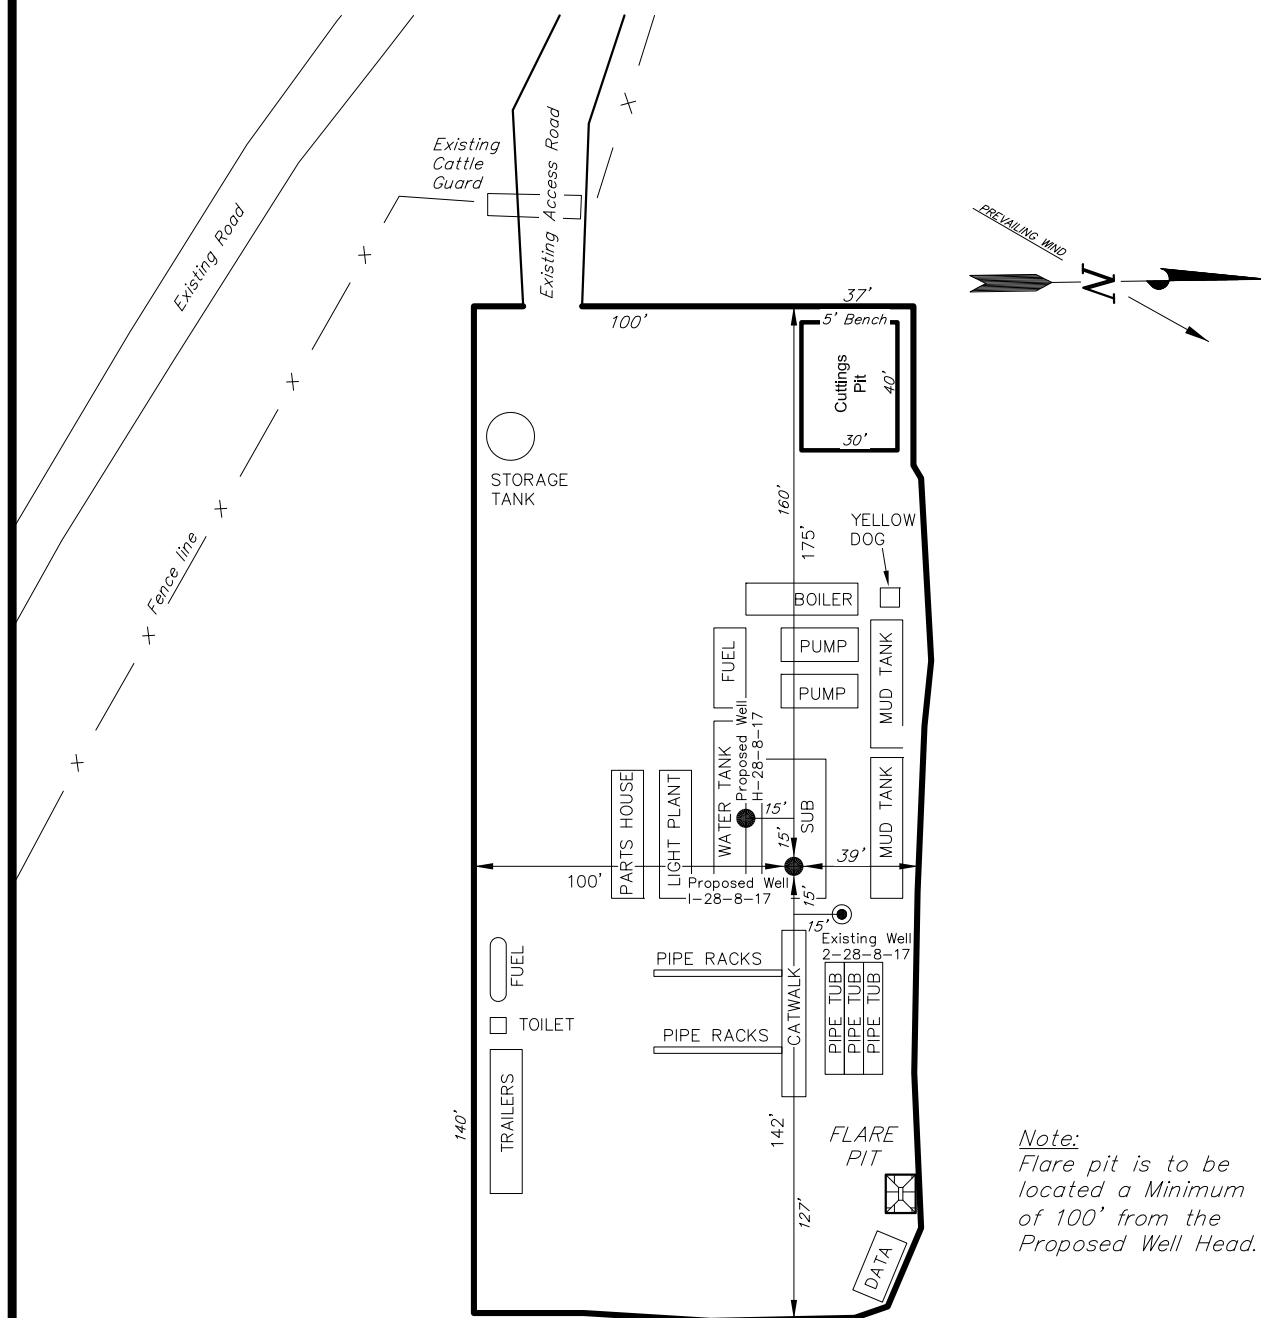 Existing
Cattle
Guard
Existing Access Road
Existing Road
PREVAILING WIND
N
37'
100'
5' Bench
Cuttings
Pit
40'
30'
STORAGE
TANK
160'
175'
YELLOW
DOG
Fence line
BOILER
FUEL
PUMP
MUD TANK
PUMP
Proposed Well
H-28-8-17
WATER TANK
PARTS HOUSE
LIGHT PLANT
15'
15'
SUB
MUD TANK
39'
100'
Proposed Well
I-28-8-17
15'
15'
Existing Well
2-28-8-17
FUEL
PIPE RACKS
CATWALK
PIPE TUB
PIPE TUB
PIPE TUB
TOILET
PIPE RACKS
TRAILERS
140'
142'
FLARE
PIT
127'
DATA
Note:
Flare pit is to be
located a Minimum
of 100' from the
Proposed Well Head.
X
X
X
X
X
X